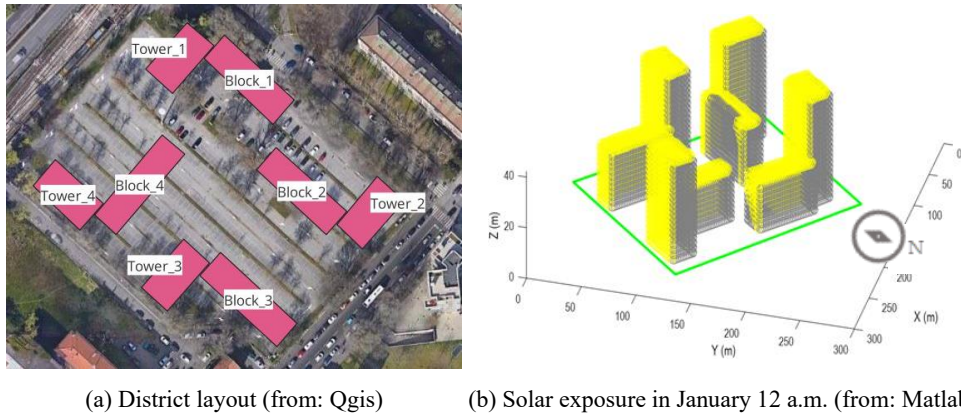 Tower_1
Block_1
Block_2
Tower_2
Block_4
Tower_4
Tower_3
Block_3
Z (m)
40
20
0
0
50
100
150
200
250
300
Y (m)
0
50
100
200
250
300
X (m)
N
(a) District layout (from: Qgis)
(b) Solar exposure in January 12 a.m. (from: Matlab